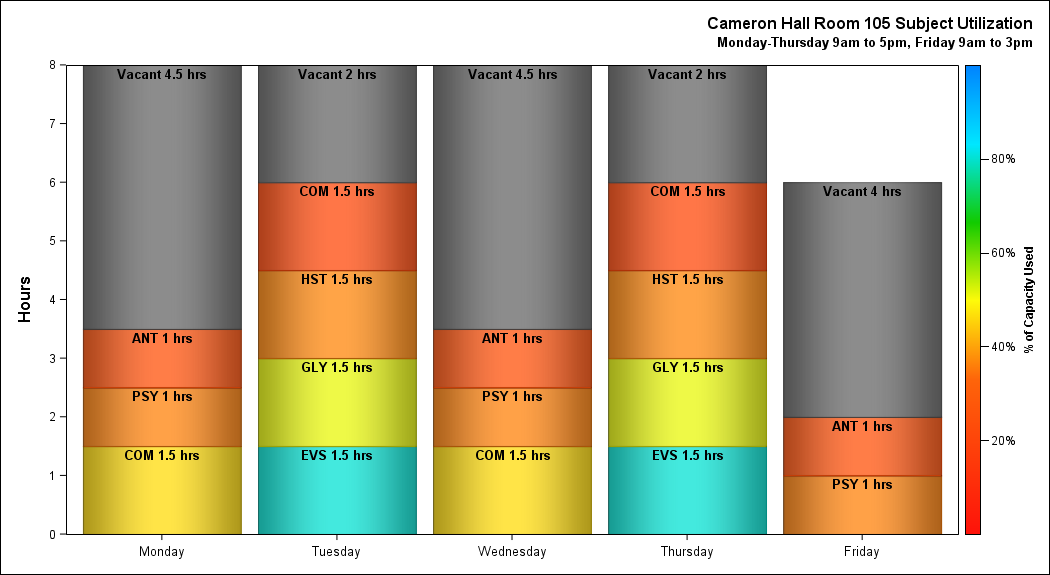 Cameron Hall Room 105 Subject Utilization
Monday-Thursday 9am to 5pm, Friday 9am to 3pm
Hours
8
7
6
5
4
3
2
1
0
Vacant 4.5 hrs
ANT 1 hrs
PSY 1 hrs
COM 1.5 hrs
Monday
Vacant 2 hrs
COM 1.5 hrs
HST 1.5 hrs
GLY 1.5 hrs
EVS 1.5 hrs
Tuesday
Vacant 4.5 hrs
ANT 1 hrs
PSY 1 hrs
COM 1.5 hrs
Wednesday
Vacant 2 hrs
COM 1.5 hrs
HST 1.5 hrs
GLY 1.5 hrs
EVS 1.5 hrs
Thursday
Vacant 4 hrs
ANT 1 hrs
PSY 1 hrs
Friday
80%
60%
40%
20%
% of Capacity Used